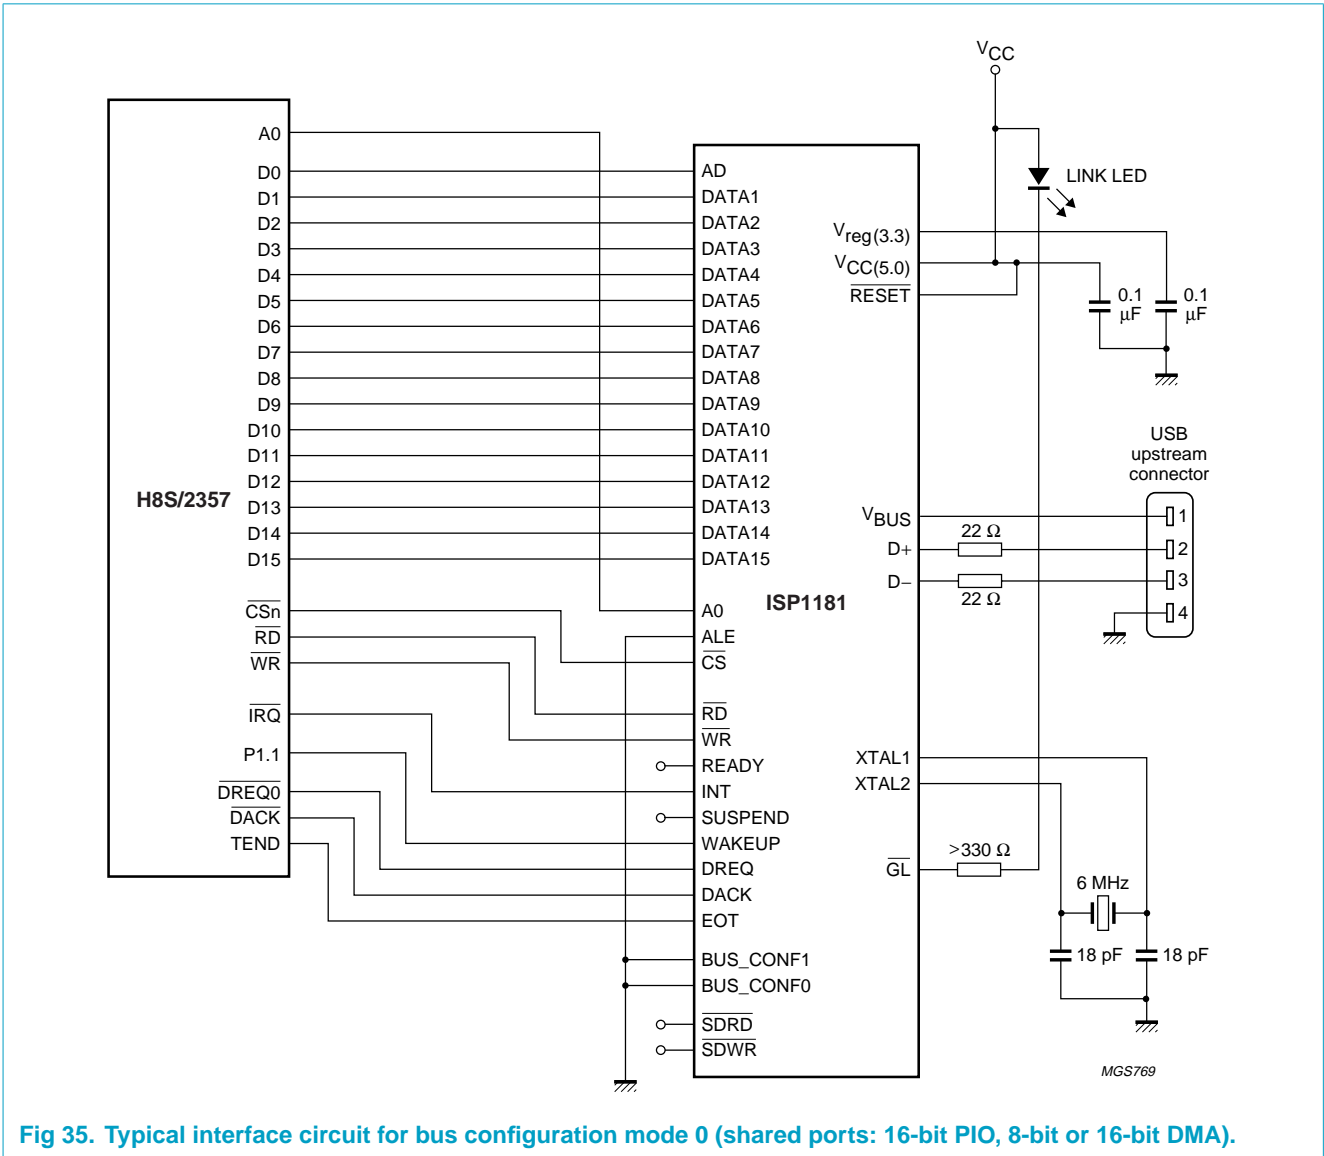 VCC
LINK LED
H8S/2357
A0
D0
D1
D2
D3
D4
D5
D6
D7
D8
D9
D10
D11
D12
D13
D14
D15
CSn
RD
WR
IRQ
P1.1
DREQ0
DACK
TEND
ISP1181
AD
DATA1
DATA2
DATA3
DATA4
DATA5
DATA6
DATA7
DATA8
DATA9
DATA10
DATA11
DATA12
DATA13
DATA14
DATA15
A0
ALE
CS
RD
WR
READY
INT
SUSPEND
WAKEUP
DREQ
DACK
EOT
BUS_CONF1
BUS_CONF0
SDRD
SDWR
Vreg(3.3)
VCC(5.0)
RESET
VBUS
D+
D−
XTAL1
XTAL2
GL
0.1
µF
0.1
µF
USB
upstream
connector
1
2
3
4
22 Ω
22 Ω
>330 Ω
6 MHz
18 pF
18 pF
MGS769
Fig 35. Typical interface circuit for bus configuration mode 0 (shared ports: 16-bit PIO, 8-bit or 16-bit DMA).